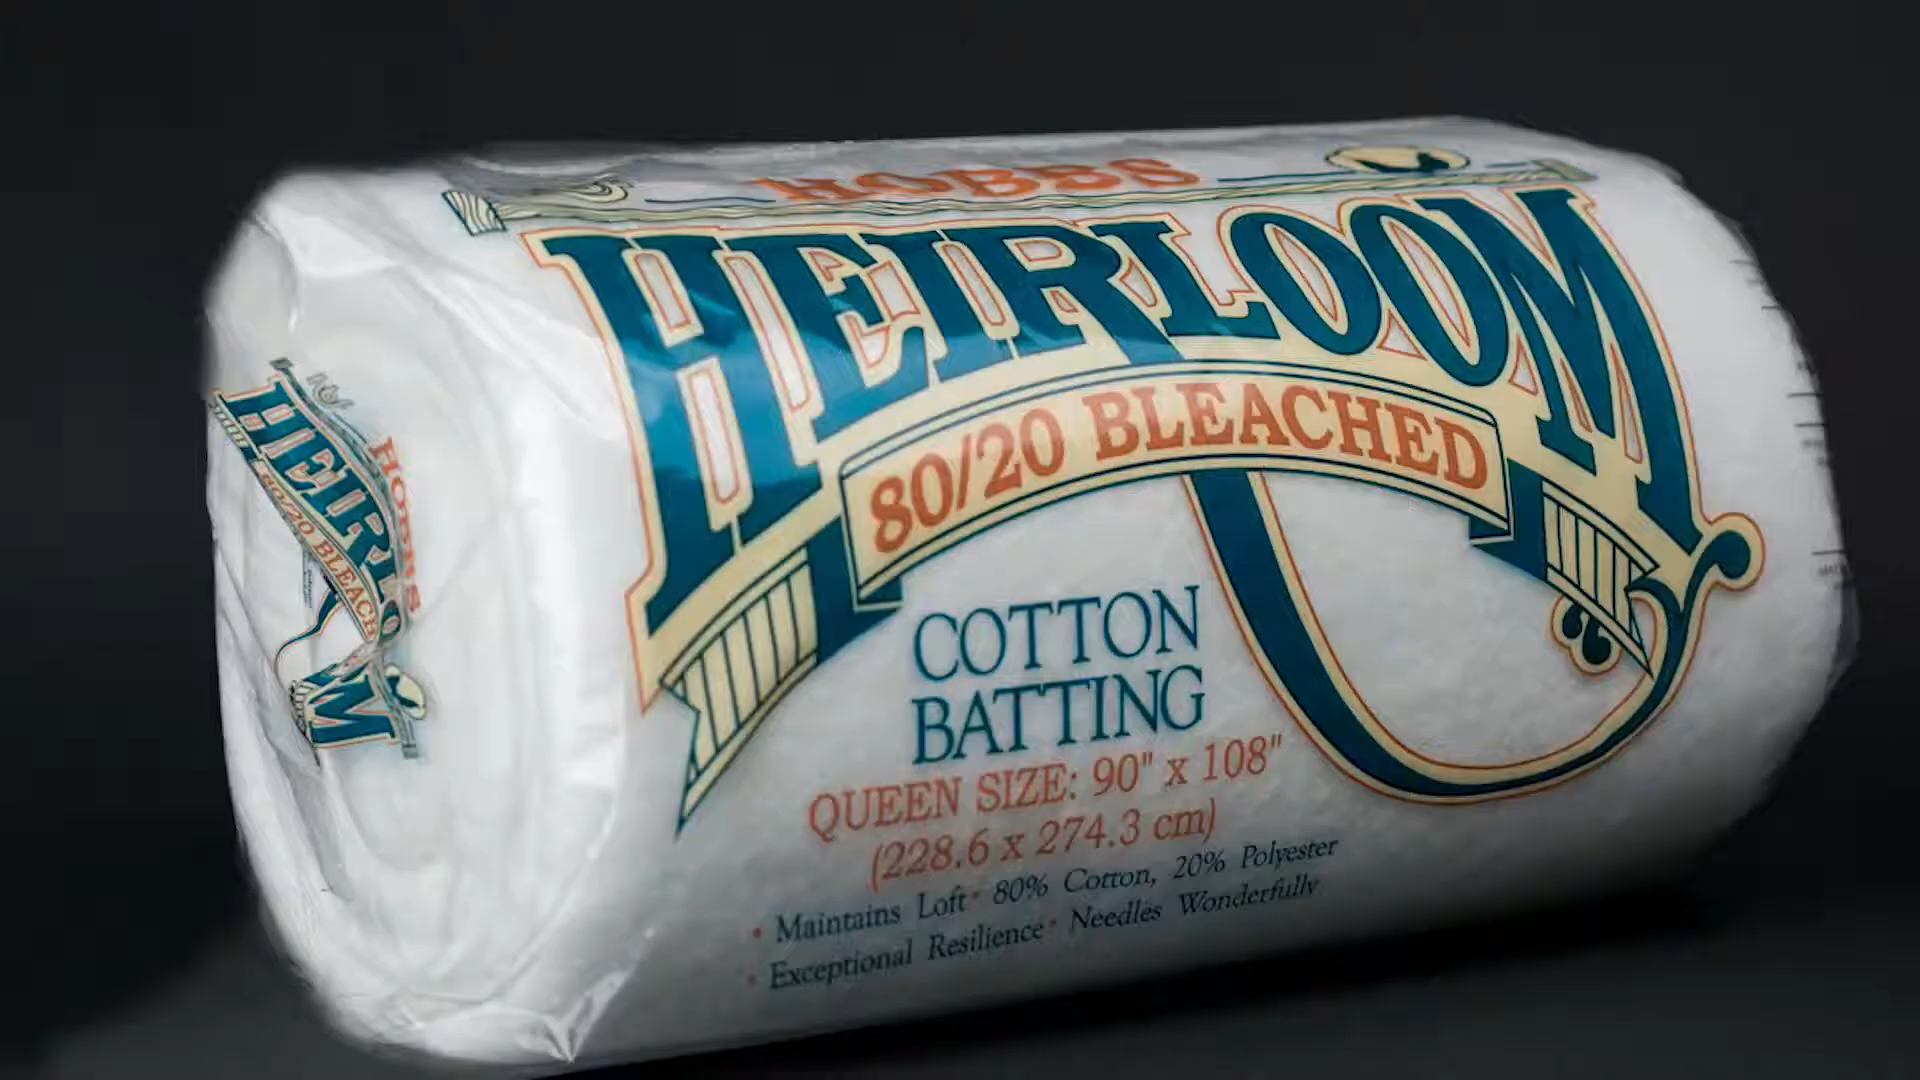 HOBBS
HEIRLOOM
80/20 BLEACHED
COTTON
BATTING
QUEEN SIZE: 90" x 108"
(228.6 x 274.3 cm)
• Maintains Loft • 80% Cotton, 20% Polyester
• Exceptional Resilience • Needles Wonderfully
HOBBS
HEIRLOOM
80/20 BLEACH